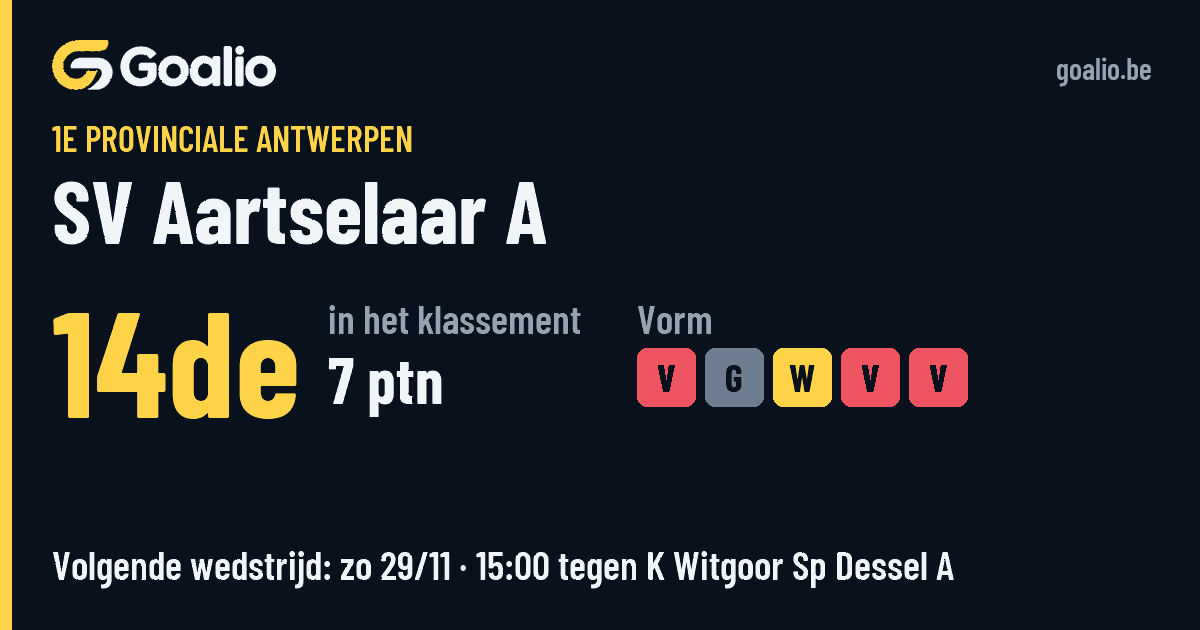 Goalio
goalio.be
1E PROVINCIALE ANTWERPEN
SV Aartselaar A
14de
in het klassement
7 ptn
Vorm
V G W V V
Volgende wedstrijd: zo 29/11 · 15:00 tegen K Witgoor Sp Dessel A